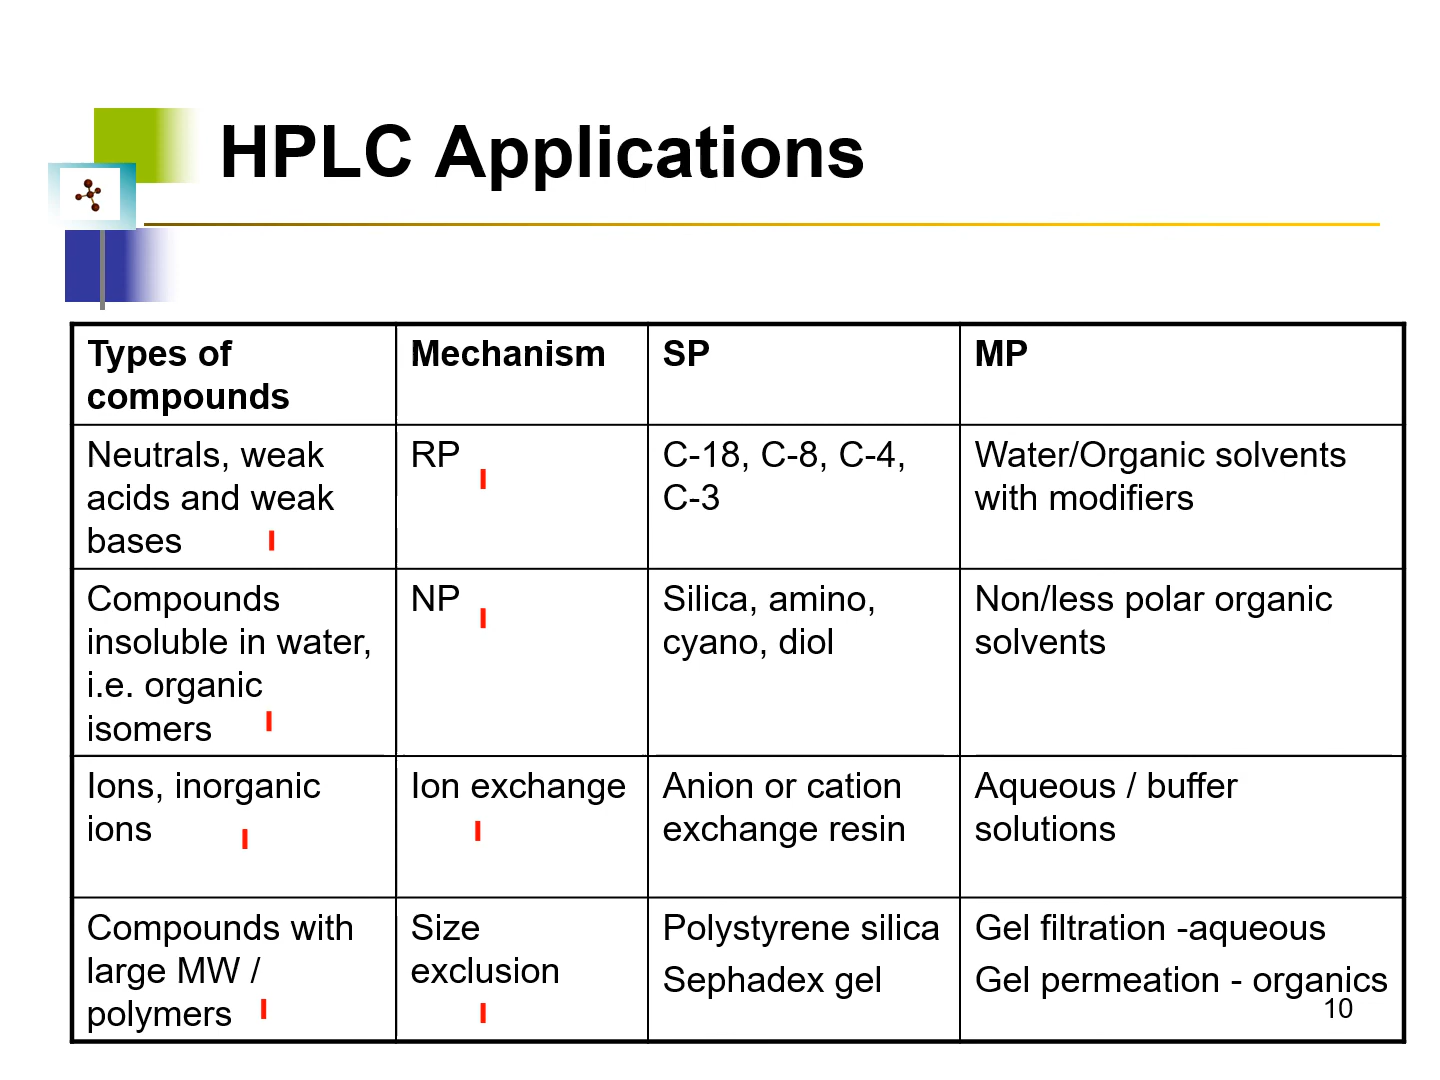 HPLC Applications
Types of
compounds
Mechanism
SP
MP
Neutrals, weak
acids and weak
bases
RP
C-18, C-8, C-4,
C-3
Water/Organic solvents
with modifiers
Compounds
insoluble in water,
i.e. organic
isomers
NP
Silica, amino,
cyano, diol
Non/less polar organic
solvents
Ions, inorganic
ions
Ion exchange
Anion or cation
exchange resin
Aqueous / buffer
solutions
Compounds with
large MW /
polymers
Size
exclusion
Polystyrene silica
Sephadex gel
Gel filtration -aqueous
Gel permeation - organics
10